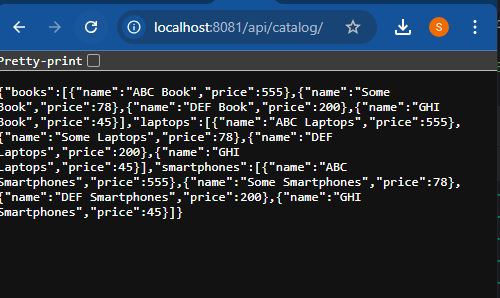 localhost:8081/api/catalog/
S
Pretty-print
{"books":[{"name":"ABC Book","price":555},{"name":"Some
Book","price":78},{"name":"DEF Book","price":200},{"name":"GHI
Book","price":45}],"laptops":[{"name":"ABC Laptops","price":555},
{"name":"Some Laptops","price":78},{"name":"DEF
Laptops","price":200},{"name":"GHI
Laptops","price":45}],"smartphones":[{"name":"ABC
Smartphones","price":555},{"name":"Some Smartphones","price":78},
{"name":"DEF Smartphones","price":200},{"name":"GHI
Smartphones","price":45}]}